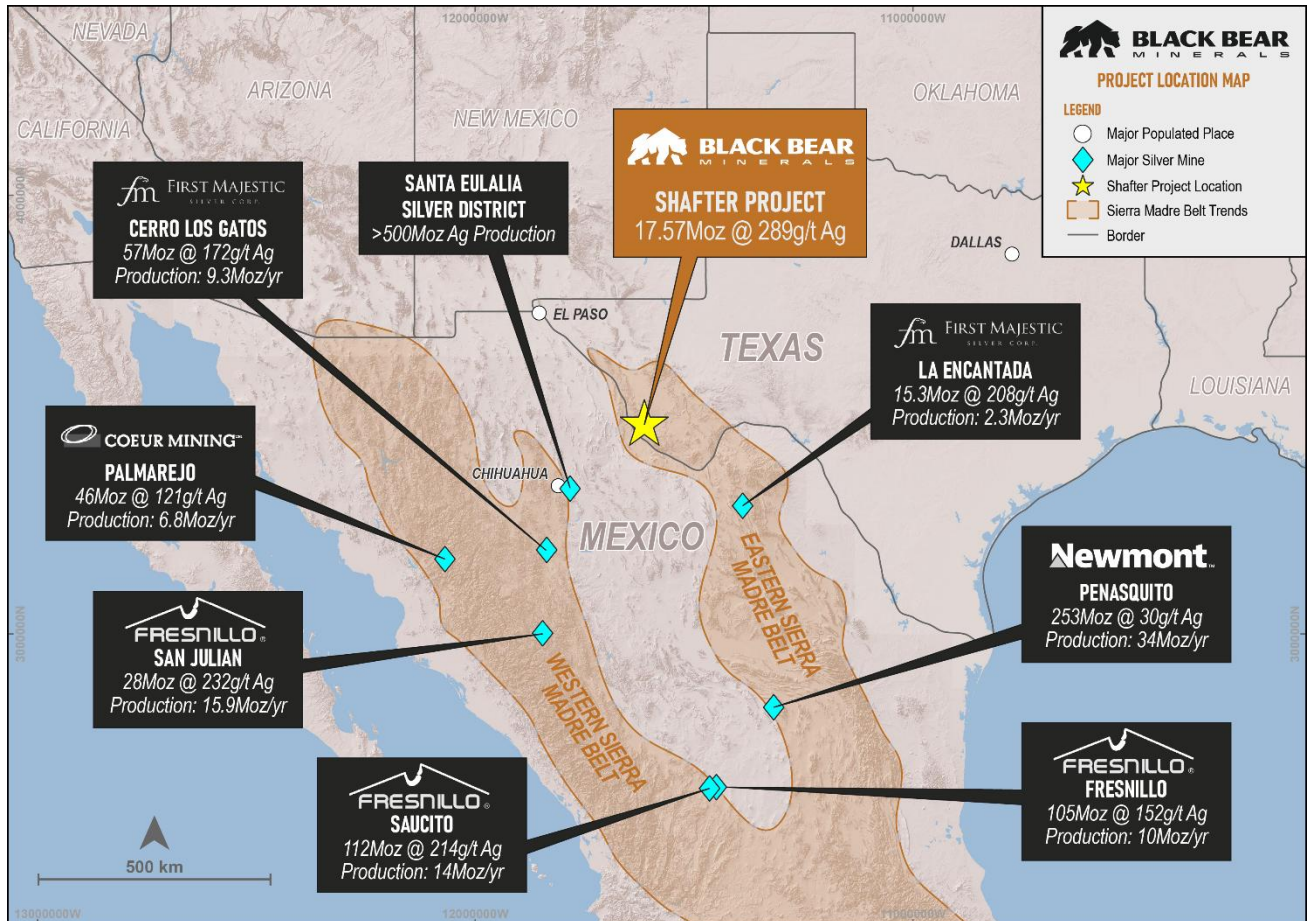 12000000W
11000000W
NEVADA
ARIZONA
CALIFORNIA
NEW MEXICO
OKLAHOMA
BLACK BEAR
MINERALS
PROJECT LOCATION MAP
LEGEND
Major Populated Place
Major Silver Mine
Shafter Project Location
Sierra Madre Belt Trends
Border
4000000N
4000000N
fm FIRST MAJESTIC
SILVER CORP.
CERRO LOS GATOS
57Moz @ 172g/t Ag
Production: 9.3Moz/yr
SANTA EULALIA
SILVER DISTRICT
>500Moz Ag Production
BLACK BEAR
MINERALS
SHAFTER PROJECT
17.57Moz @ 289g/t Ag
DALLAS
EL PASO
TEXAS
fm FIRST MAJESTIC
SILVER CORP.
LA ENCANTADA
15.3Moz @ 208g/t Ag
Production: 2.3Moz/yr
LOUISIANA
COEUR MINING
PALMAREJO
46Moz @ 121g/t Ag
Production: 6.8Moz/yr
CHIHUAHUA
MEXICO
EASTERN SIERRA
MADRE BELT
Newmont™
PENASQUITO
253Moz @ 30g/t Ag
Production: 34Moz/yr
FRESNILLO®
SAN JULIAN
28Moz @ 232g/t Ag
Production: 15.9Moz/yr
3000000N
3000000N
WESTERN SIERRA
MADRE BELT
FRESNILLO®
SAUCITO
112Moz @ 214g/t Ag
Production: 14Moz/yr
FRESNILLO®
FRESNILLO
105Moz @ 152g/t Ag
Production: 10Moz/yr
500 km
13000000W
12000000W
11000000W